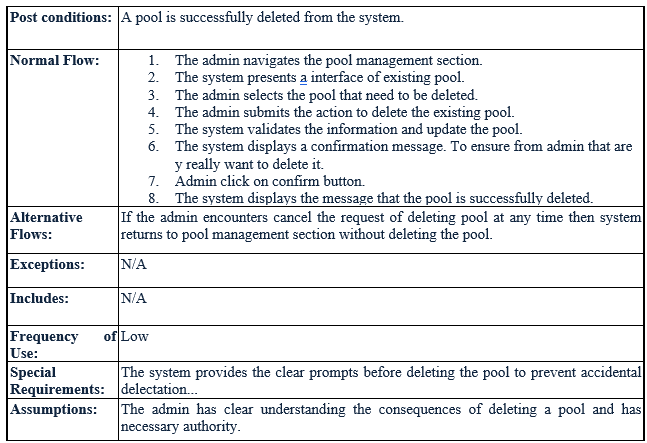 Post conditions: A pool is successfully deleted from the system.
Normal Flow: 1. The admin navigates the pool management section.
2. The system presents a interface of existing pool.
3. The admin selects the pool that need to be deleted.
4. The admin submits the action to delete the existing pool.
5. The system validates the information and update the pool.
6. The system displays a confirmation message. To ensure from admin that are
y really want to delete it.
7. Admin click on confirm button.
8. The system displays the message that the pool is successfully deleted.
Alternative If the admin encounters cancel the request of deleting pool at any time then system
Flows: returns to pool management section without deleting the pool.
Exceptions: N/A
Includes: N/A
Frequency of Low
Use:
Special The system provides the clear prompts before deleting the pool to prevent accidental
Requirements: delectation...
Assumptions: The admin has clear understanding the consequences of deleting a pool and has
necessary authority.